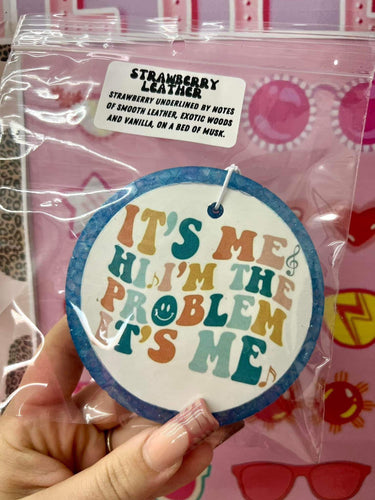 STRAWBERRY
LEATHER
STRAWBERRY UNDERLINED BY NOTES
OF SMOOTH LEATHER, EXOTIC WOODS
AND VANILLA, ON A BED OF MUSK.
IT'S ME
HI I'M THE
PROBLEM
IT'S ME